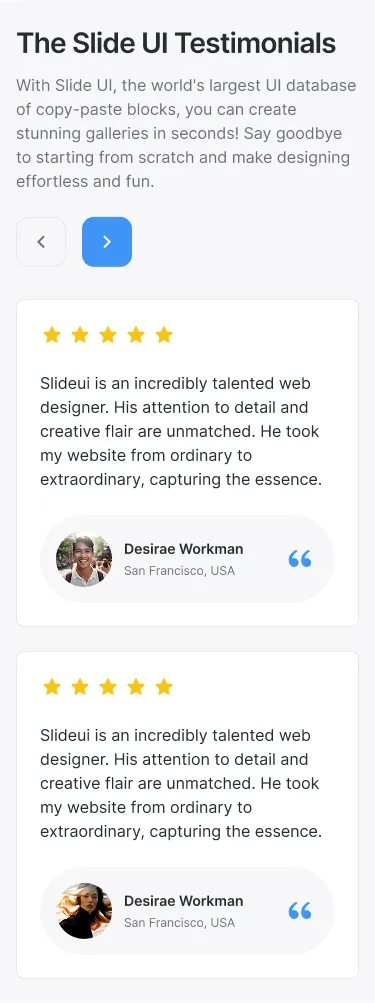 The Slide UI Testimonials
With Slide UI, the world's largest UI database
of copy-paste blocks, you can create
stunning galleries in seconds! Say goodbye
to starting from scratch and make designing
effortless and fun.
Slideui is an incredibly talented web
designer. His attention to detail and
creative flair are unmatched. He took
my website from ordinary to
extraordinary, capturing the essence.
Desirae Workman
San Francisco, USA
Slideui is an incredibly talented web
designer. His attention to detail and
creative flair are unmatched. He took
my website from ordinary to
extraordinary, capturing the essence.
Desirae Workman
San Francisco, USA